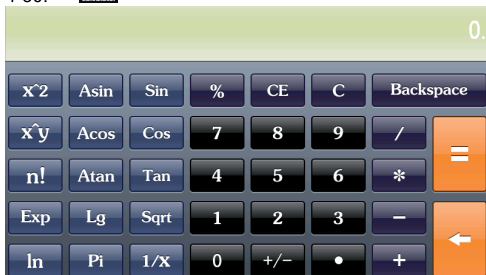 0.
x^2 Asin Sin % CE C Backspace
x^y Acos Cos 7 8 9 / =
n! Atan Tan 4 5 6 *
Exp Lg Sqrt 1 2 3 −
ln Pi 1/X 0 +/− • +